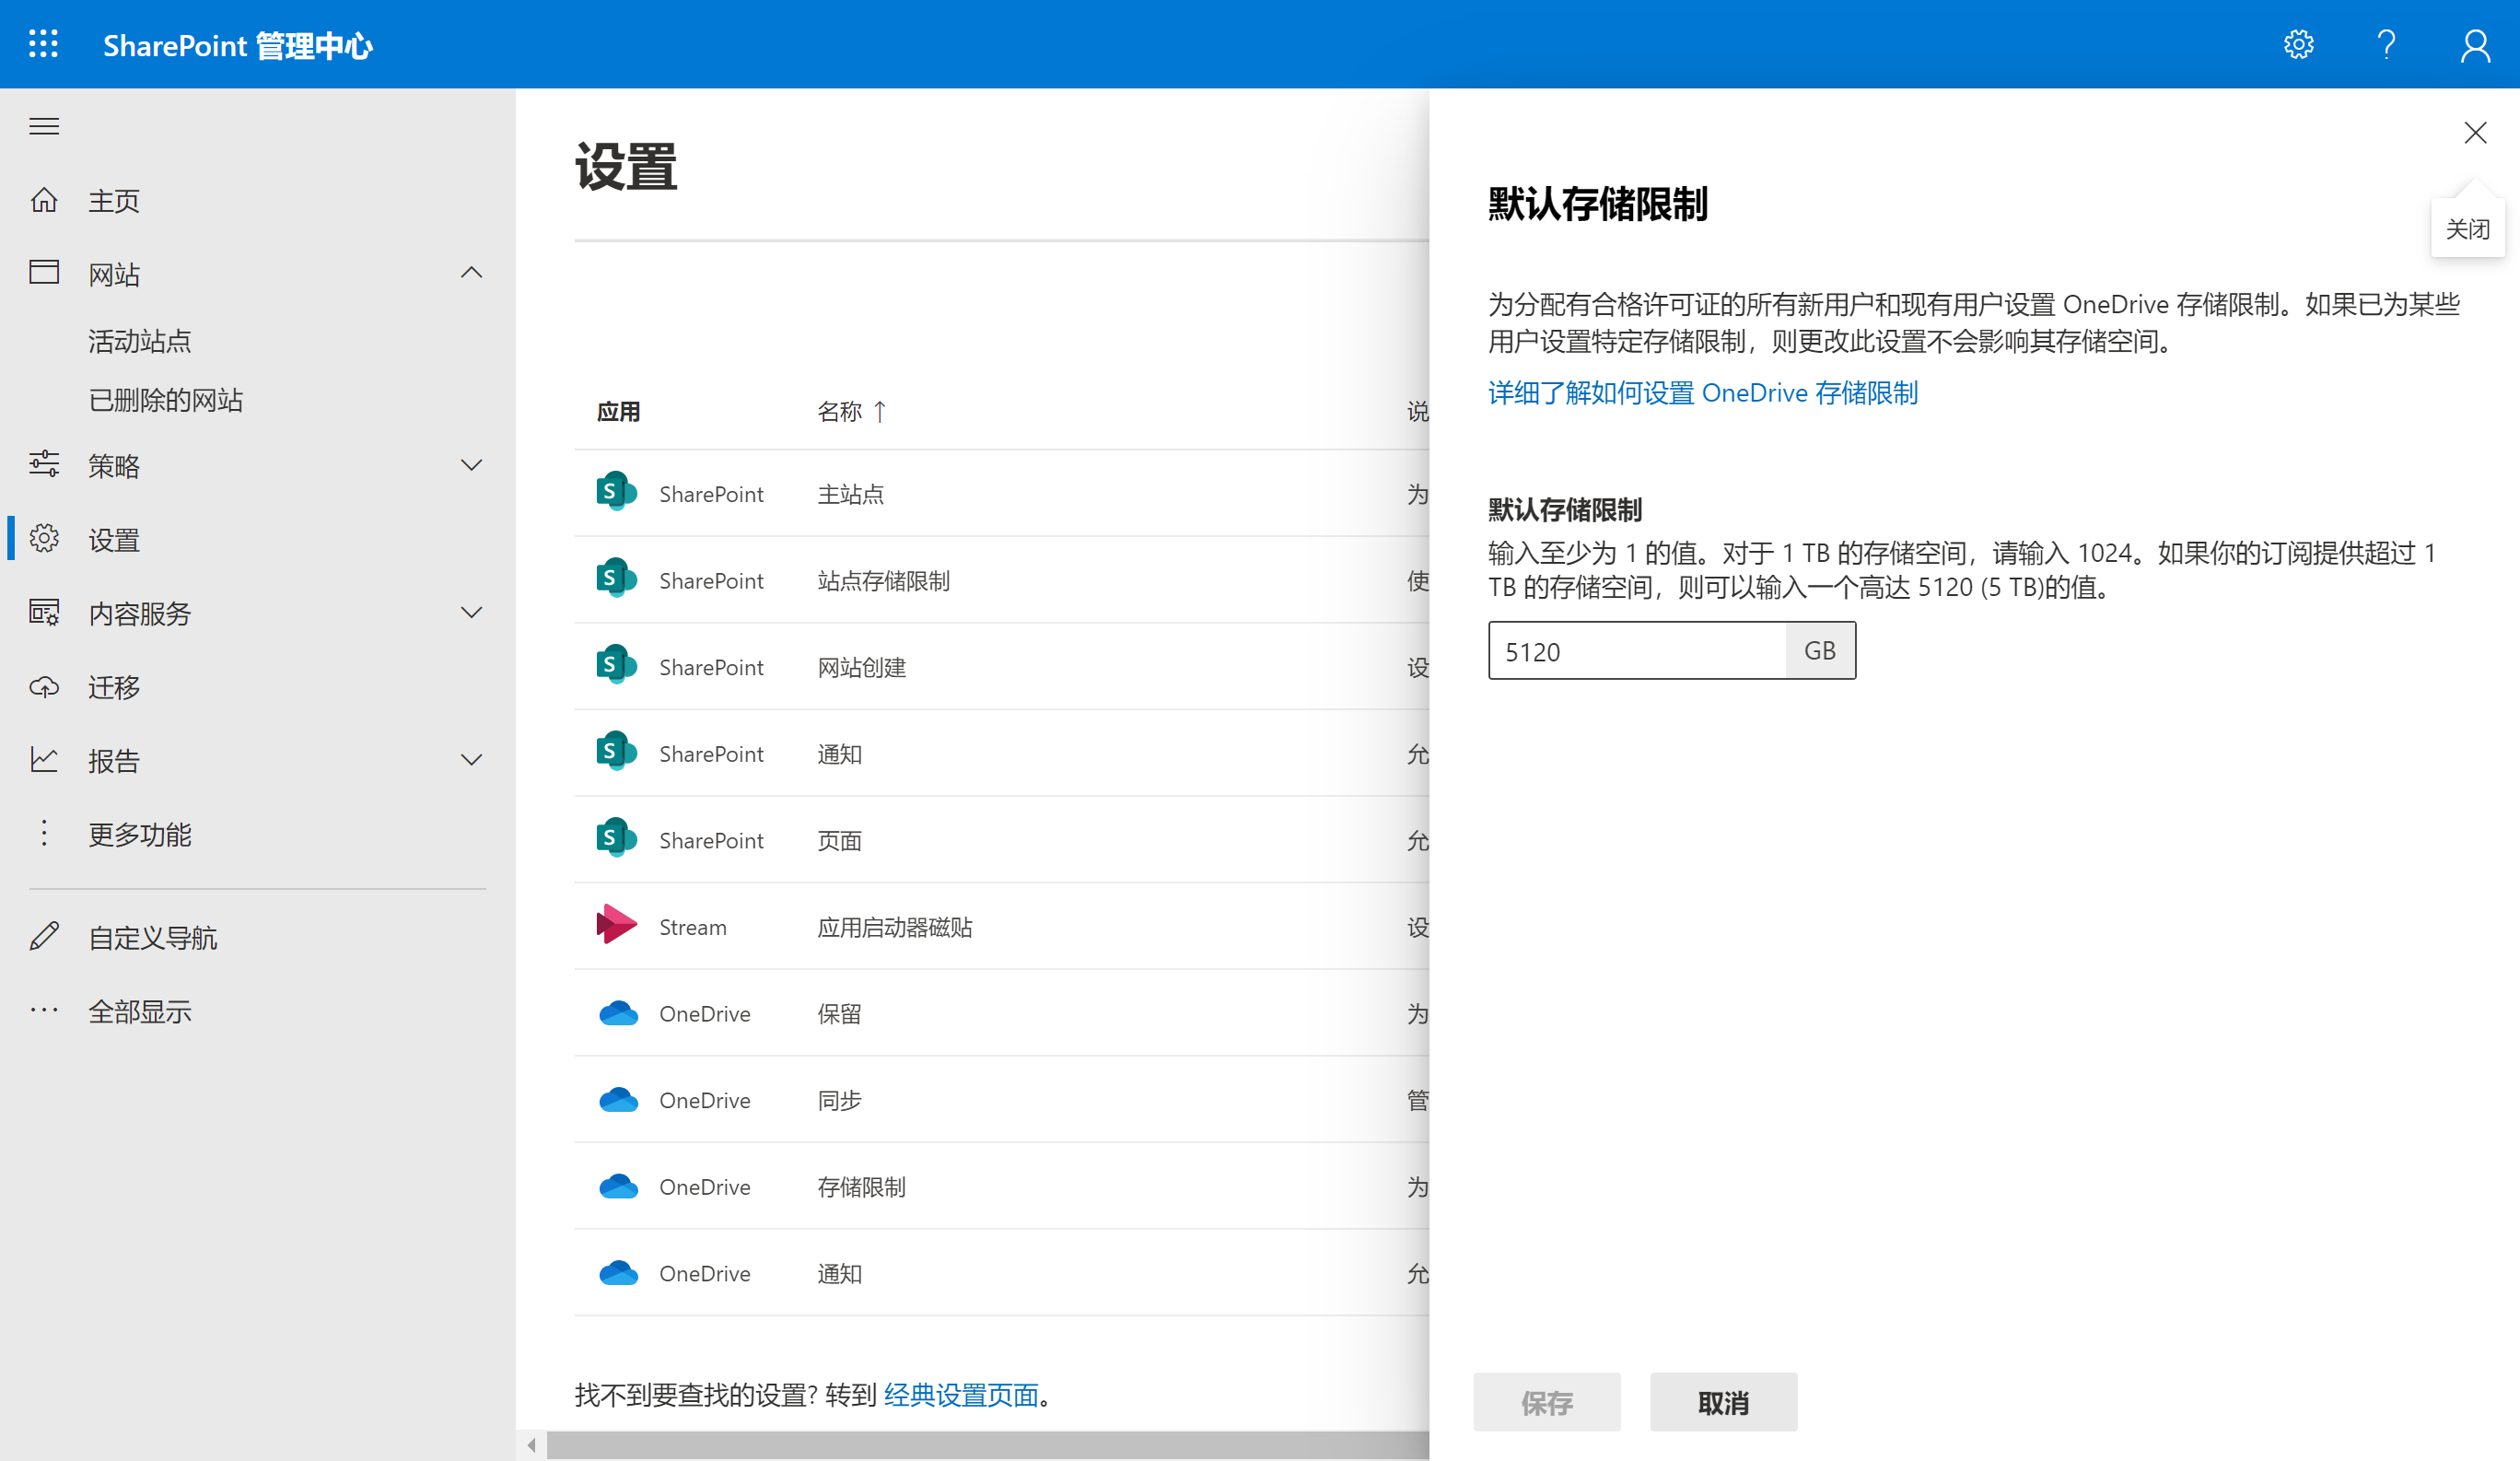 SharePoint 管理中心
主页
网站
活动站点
已删除的网站
策略
设置
内容服务
迁移
报告
更多功能
自定义导航
全部显示
设置
应用 名称 ↑ 说
SharePoint 主站点 为
SharePoint 站点存储限制 使
SharePoint 网站创建 设
SharePoint 通知 允
SharePoint 页面 允
Stream 应用启动器磁贴 设
OneDrive 保留 为
OneDrive 同步 管
OneDrive 存储限制 为
OneDrive 通知 允
找不到要查找的设置? 转到 经典设置页面。
关闭
默认存储限制
为分配有合格许可证的所有新用户和现有用户设置 OneDrive 存储限制。如果已为某些
用户设置特定存储限制，则更改此设置不会影响其存储空间。
详细了解如何设置 OneDrive 存储限制
默认存储限制
输入至少为 1 的值。对于 1 TB 的存储空间，请输入 1024。如果你的订阅提供超过 1
TB 的存储空间，则可以输入一个高达 5120 (5 TB)的值。
5120 GB
保存 取消